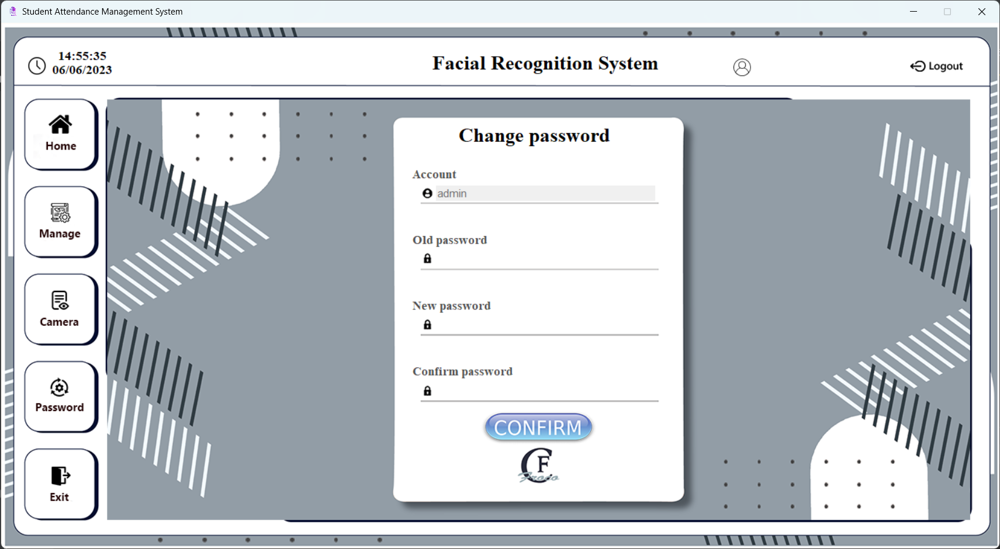 Student Attendance Management System
14:55:35
06/06/2023
Facial Recognition System
Logout
Home
Manage
Camera
Password
Exit
Change password
Account
admin
Old password
New password
Confirm password
CONFIRM
CF